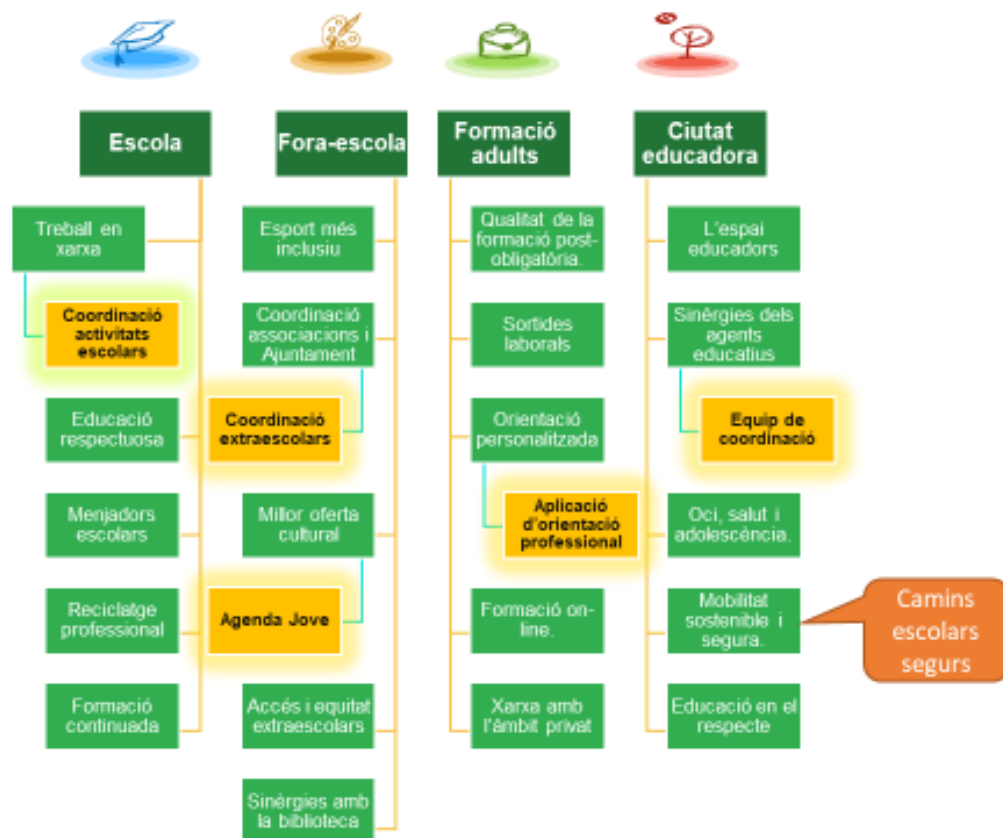 Escola
Treball en
xarxa
Coordinació
activitats
escolars
Educació
respectuosa
Menjadors
escolars
Reciclatge
professional
Formació
continuada
Fora-escola
Esport més
inclusiu
Coordinació
associacions i
Ajuntament
Coordinació
extraescolars
Millor oferta
cultural
Agenda Jove
Accés i equitat
extraescolars
Sinèrgies amb
la biblioteca
Formació
adults
Qualitat de la
formació post-
obligatòria.
Sortides
laborals
Orientació
personalitzada
Aplicació
d'orientació
professional
Formació on-
line.
Xarxa amb
l'àmbit privat
Ciutat
educadora
L'espai
educadors
Sinèrgies dels
agents
educatius
Equip de
coordinació
Oci, salut i
adolescència.
Mobilitat
sostenible i
segura.
Camins
escolars
segurs
Educació en el
respecte